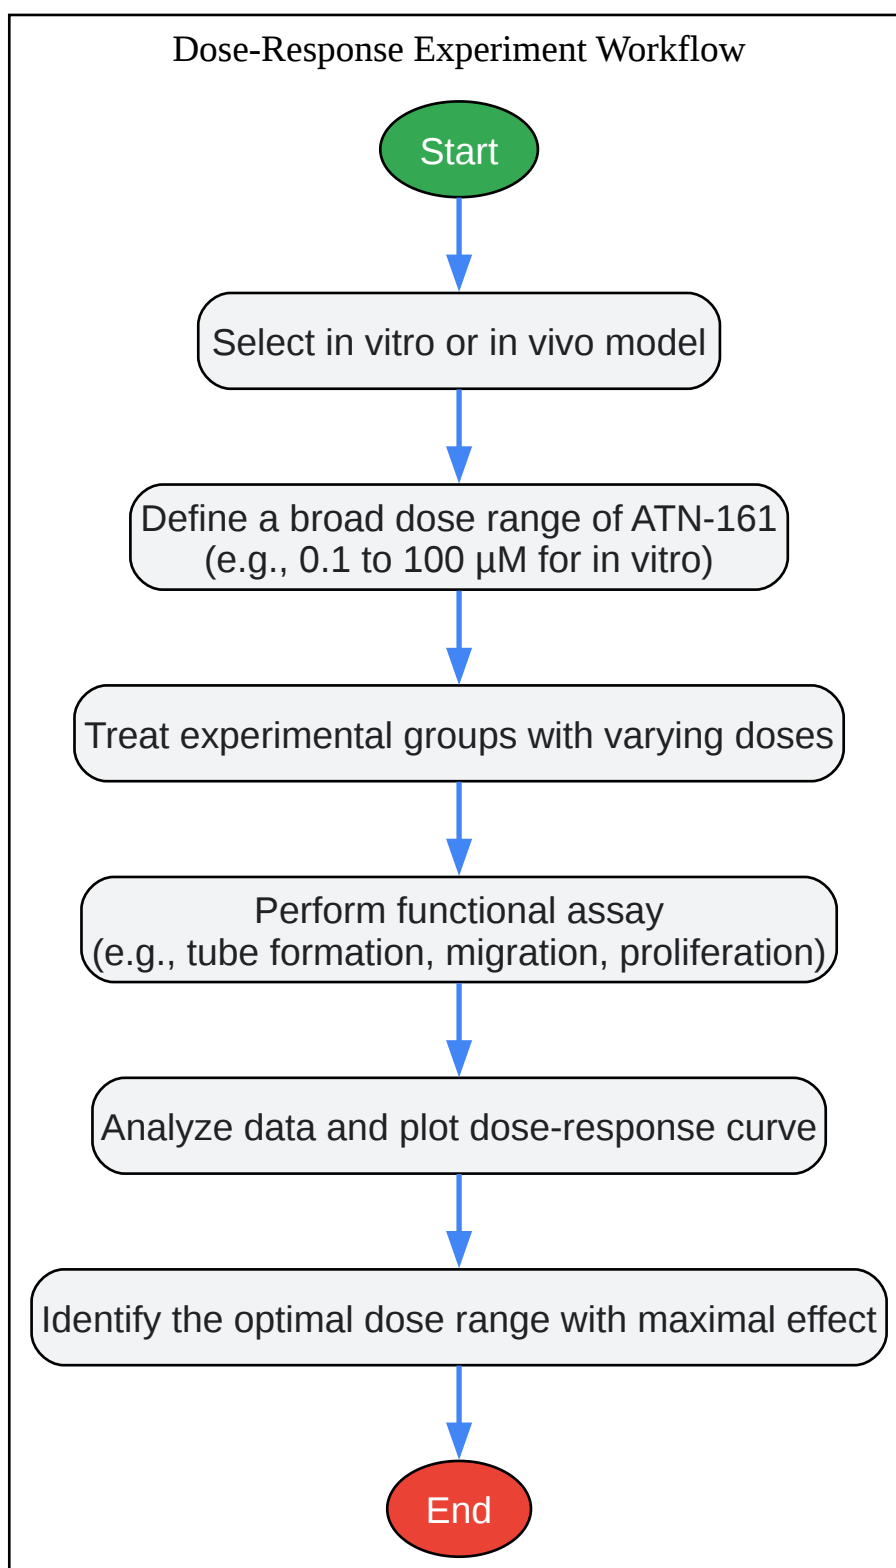 Dose-Response Experiment Workflow
Start
Select in vitro or in vivo model
Define a broad dose range of ATN-161
(e.g., 0.1 to 100 µM for in vitro)
Treat experimental groups with varying doses
Perform functional assay
(e.g., tube formation, migration, proliferation)
Analyze data and plot dose-response curve
Identify the optimal dose range with maximal effect
End